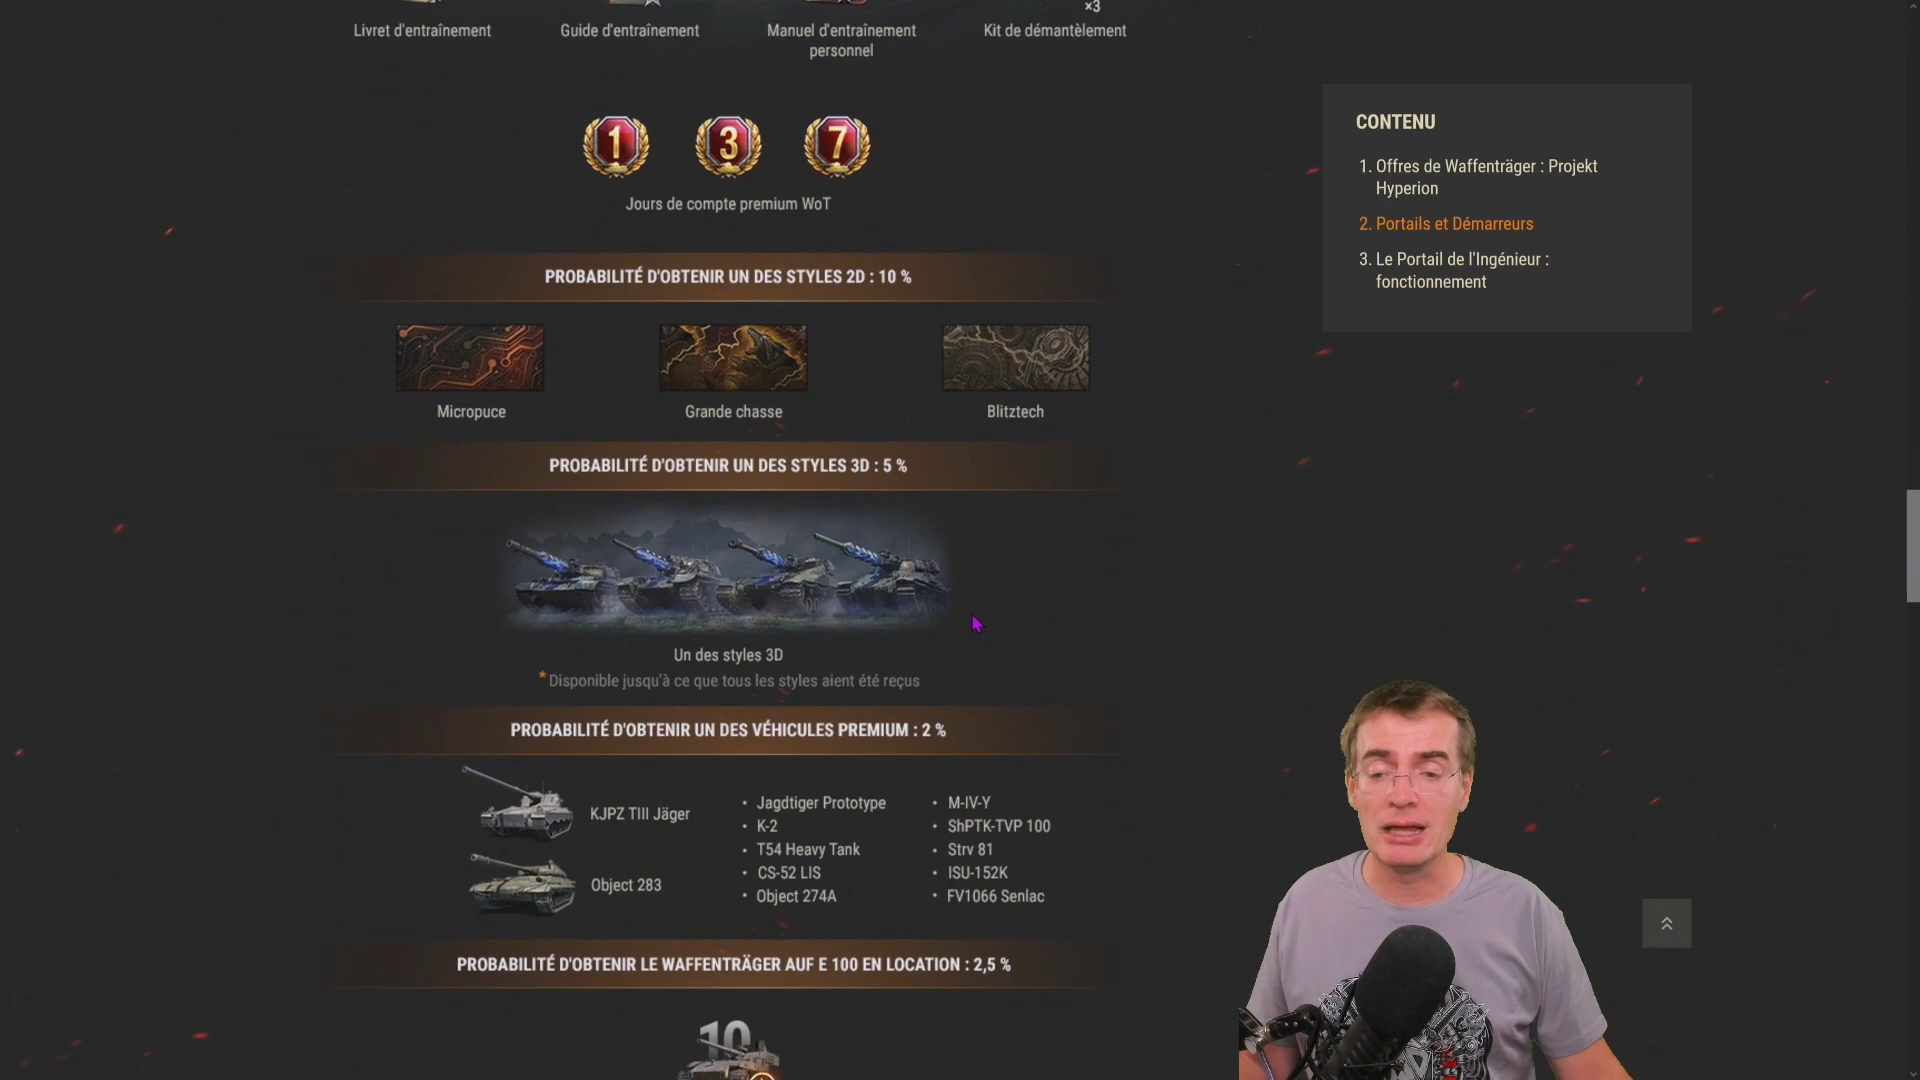 ×3
Livret d'entraînement
Guide d'entraînement
Manuel d'entraînement
personnel
Kit de démantèlement
1
3
7
Jours de compte premium WoT
PROBABILITÉ D'OBTENIR UN DES STYLES 2D : 10 %
Micropuce
Grande chasse
Blitztech
PROBABILITÉ D'OBTENIR UN DES STYLES 3D : 5 %
Un des styles 3D
* Disponible jusqu'à ce que tous les styles aient été reçus
PROBABILITÉ D'OBTENIR UN DES VÉHICULES PREMIUM : 2 %
KJPZ TIII Jäger
Object 283
• Jagdtiger Prototype
• K-2
• T54 Heavy Tank
• CS-52 LIS
• Object 274A
• M-IV-Y
• ShPTK-TVP 100
• Strv 81
• ISU-152K
• FV1066 Senlac
PROBABILITÉ D'OBTENIR LE WAFFENTRÄGER AUF E 100 EN LOCATION : 2,5 %
10
CONTENU
1. Offres de Waffenträger : Projekt
Hyperion
2. Portails et Démarreurs
3. Le Portail de l'Ingénieur :
fonctionnement